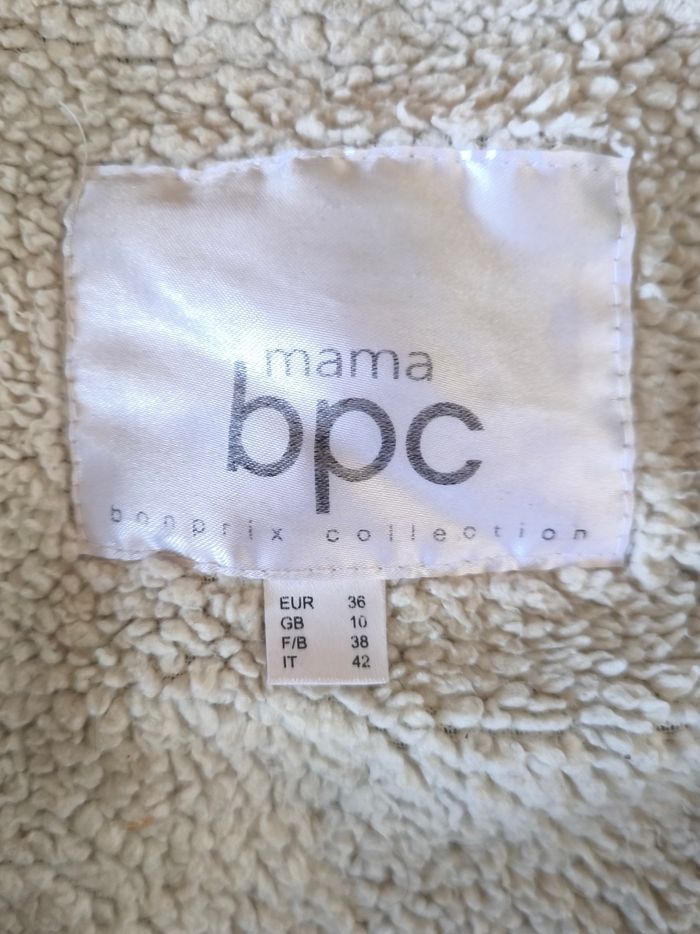 mama
bpc
bonprix collection
EUR 36
GB 10
F/B 38
IT 42